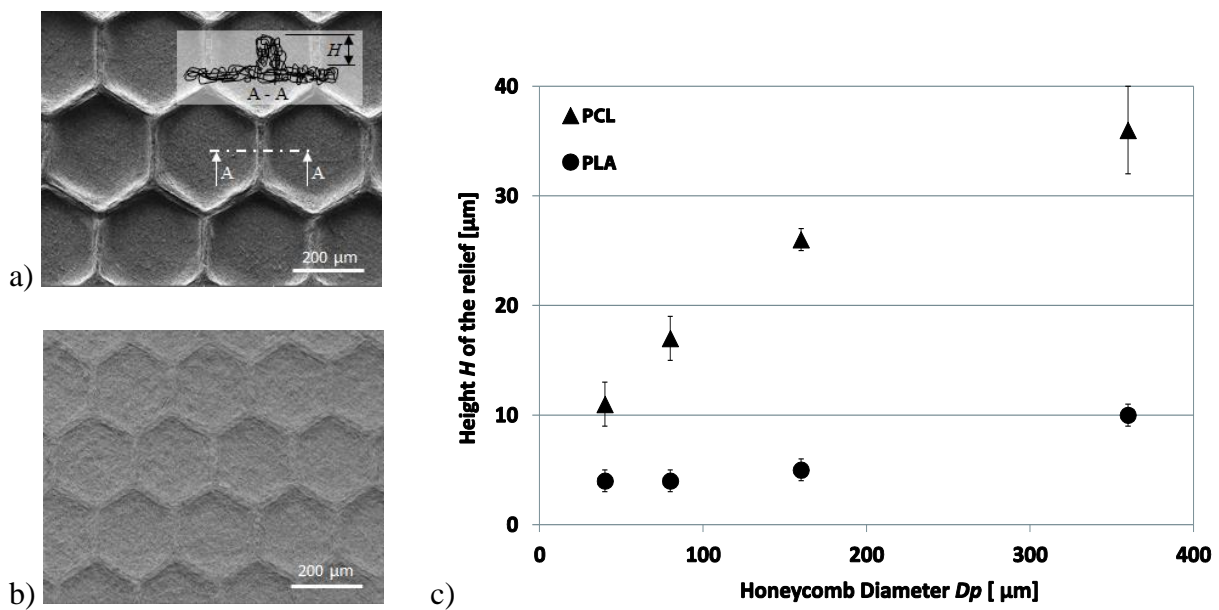 H
A - A
A A
200 µm
a)
200 µm
b)
40
30
20
10
0
Height H of the relief [µm]
PCL
PLA
0 100 200 300 400
Honeycomb Diameter Dp [ µm]
c)